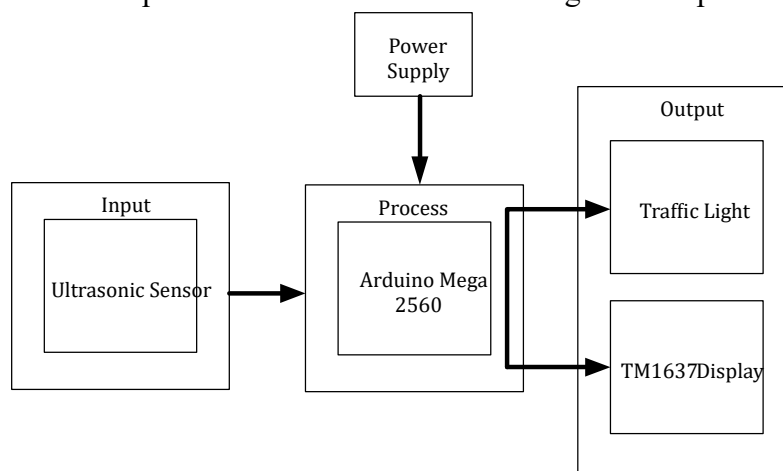 Power
Supply
Output
Traffic Light
Input
Process
Ultrasonic Sensor
Arduino Mega
2560
TM1637Display